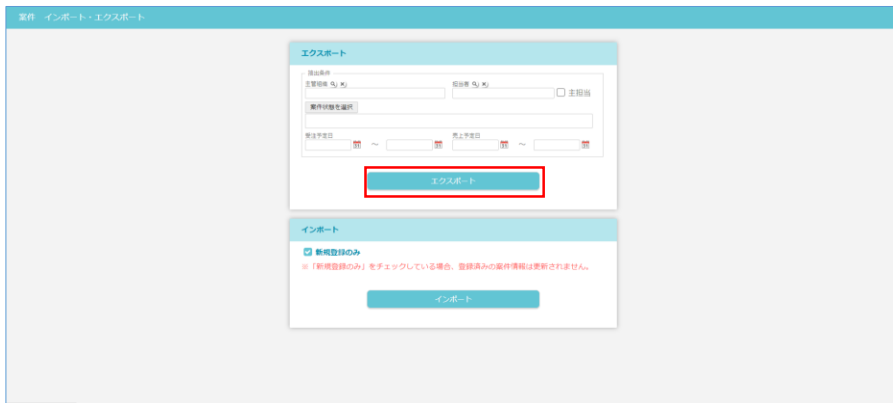 案件 インポート・エクスポート
エクスポート
抽出条件
主管組織
担当者
主担当
案件状態を選択
受注予定日
～
売上予定日
～
エクスポート
インポート
新規登録のみ
※「新規登録のみ」をチェックしている場合、登録済みの案件情報は更新されません。
インポート